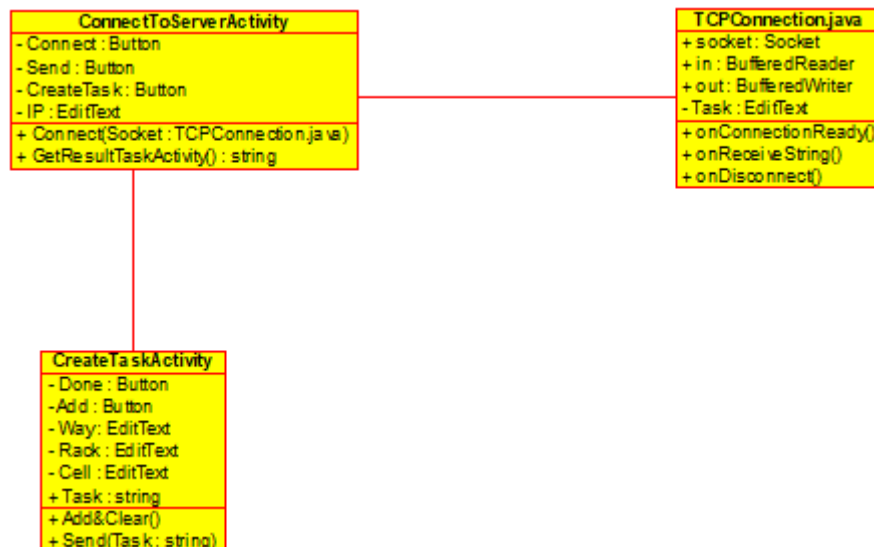 ConnectToServerActivity
- Connect : Button
- Send : Button
- CreateTask : Button
- IP : EditText
+ Connect(Socket : TCPConnection.java)
+ GetResultTaskActivity() : string
TCPConnection.java
+ socket : Socket
+ in : BufferedReader
+ out : BufferedWriter
- Task : EditText
+ onConnectionReady()
+ onReceiveString()
+ onDisconnect()
CreateTaskActivity
- Done : Button
-Add : Button
- Way: EditText
- Rack : EditText
- Cell : EditText
+ Task : string
+ Add&Clear()
+ Send(Task : string)